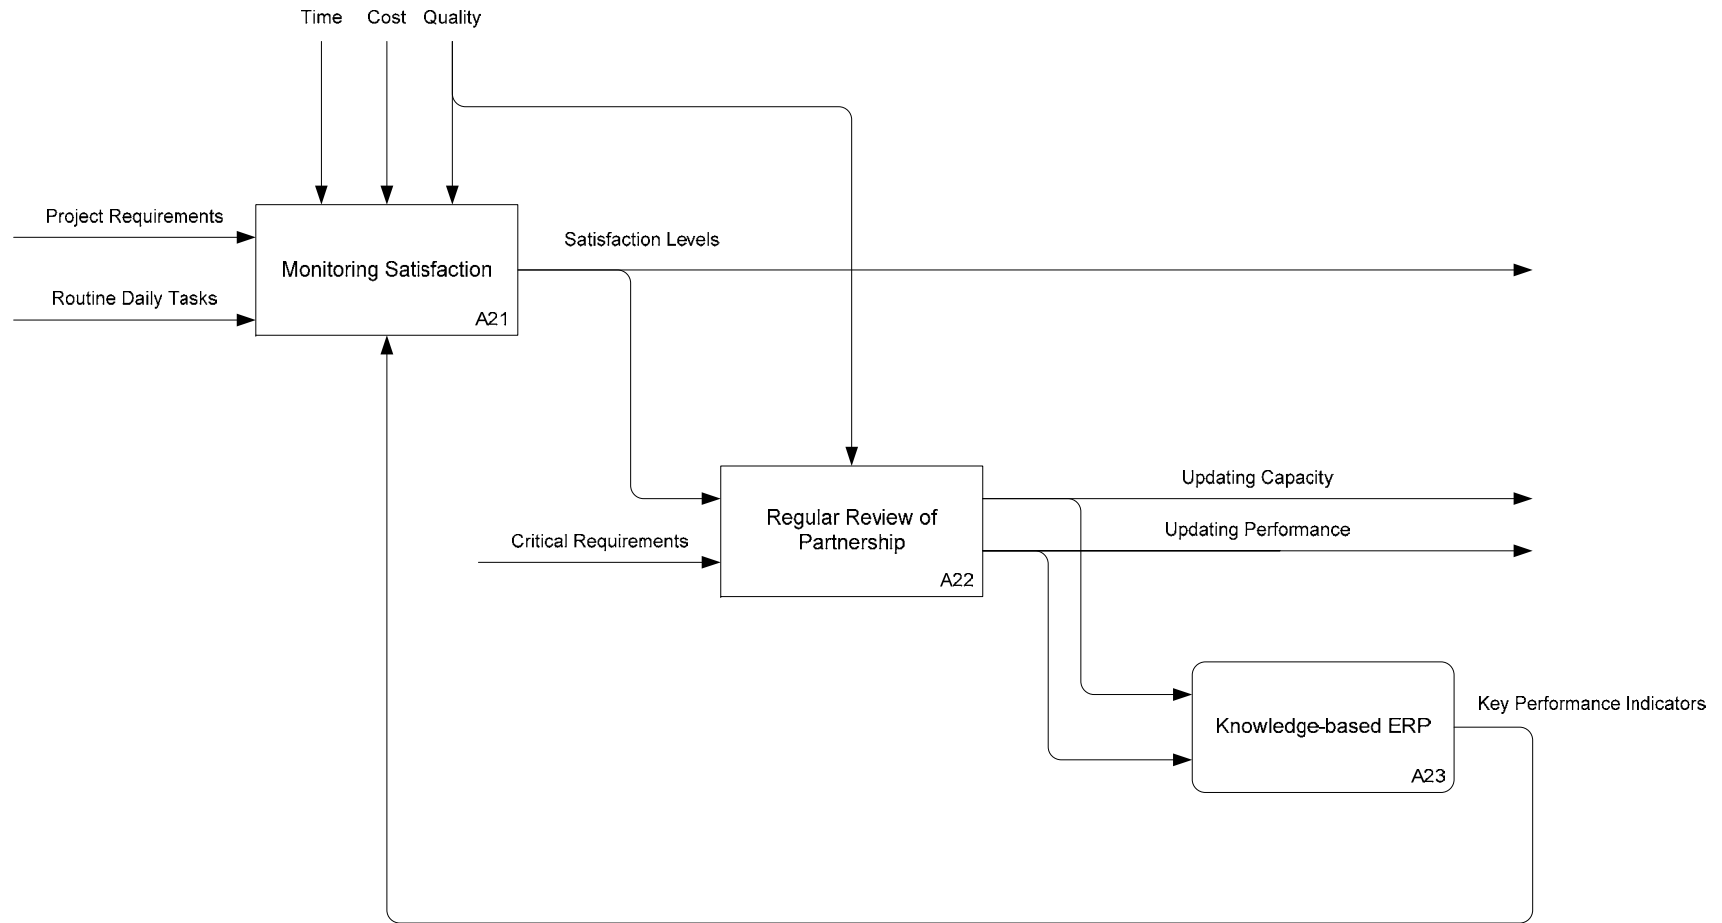 Time
Cost
Quality
Project Requirements
Satisfaction Levels
Monitoring Satisfaction
Routine Daily Tasks
A21
Updating Capacity
Regular Review of
Partnership
Updating Performance
Critical Requirements
A22
Key Performance Indicators
Knowledge-based ERP
A23